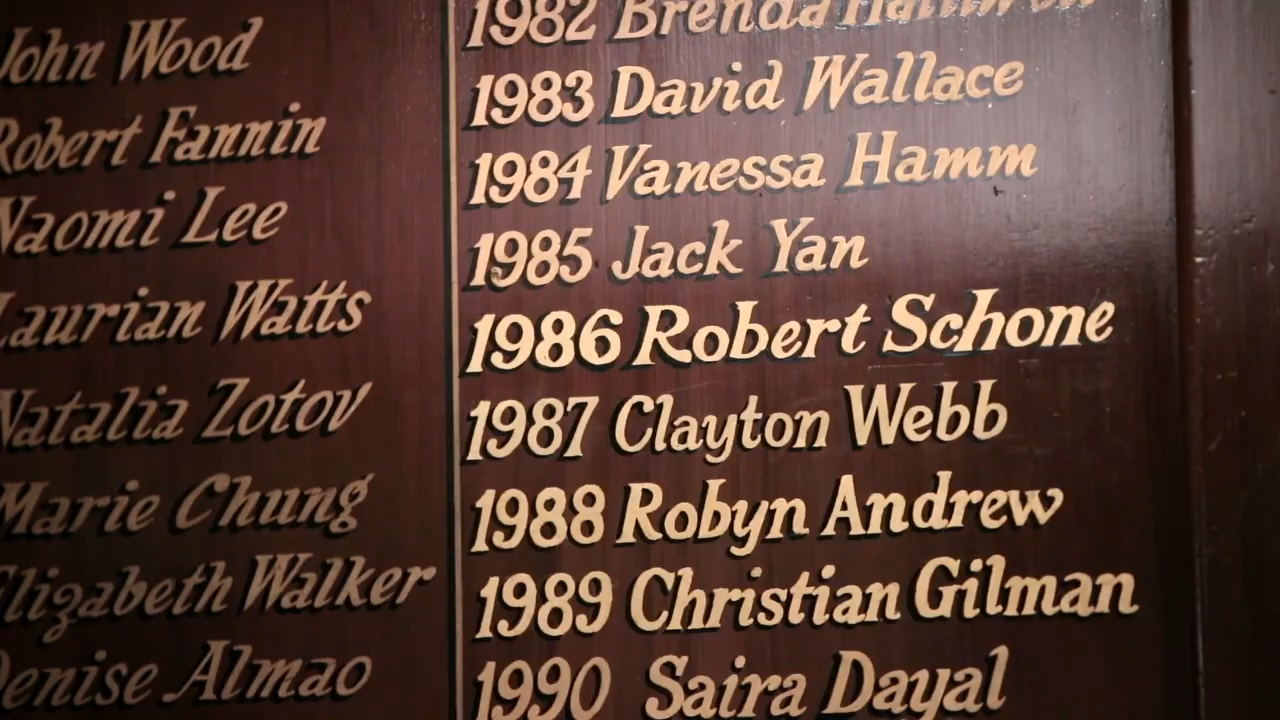 John Wood
Robert Fannin
Naomi Lee
Laurian Watts
Natalia Zotov
Marie Chung
Elizabeth Walker
Denise Almao
1982 Brenda
1983 David Wallace
1984 Vanessa Hamm
1985 Jack Yan
1986 Robert Schone
1987 Clayton Webb
1988 Robyn Andrew
1989 Christian Gilman
1990 Saira Dayal